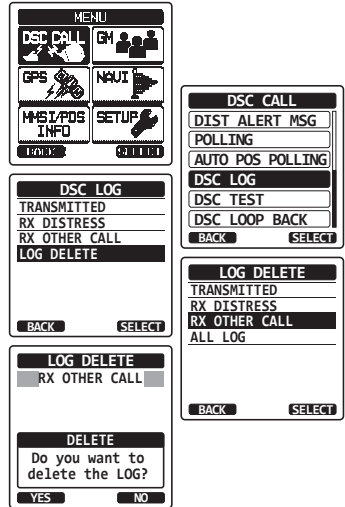 MENU
DSC CALL
GM
GPS
NAVI
MMSI/POS INFO
SETUP
DSC CALL
DIST ALERT MSG
POLLING
AUTO POS POLLING
DSC LOG
DSC TEST
DSC LOOP BACK
BACK SELECT
DSC LOG
TRANSMITTED
RX DISTRESS
RX OTHER CALL
LOG DELETE
BACK SELECT
LOG DELETE
TRANSMITTED
RX DISTRESS
RX OTHER CALL
ALL LOG
BACK SELECT
LOG DELETE
RX OTHER CALL
DELETE
Do you want to
delete the LOG?
YES NO